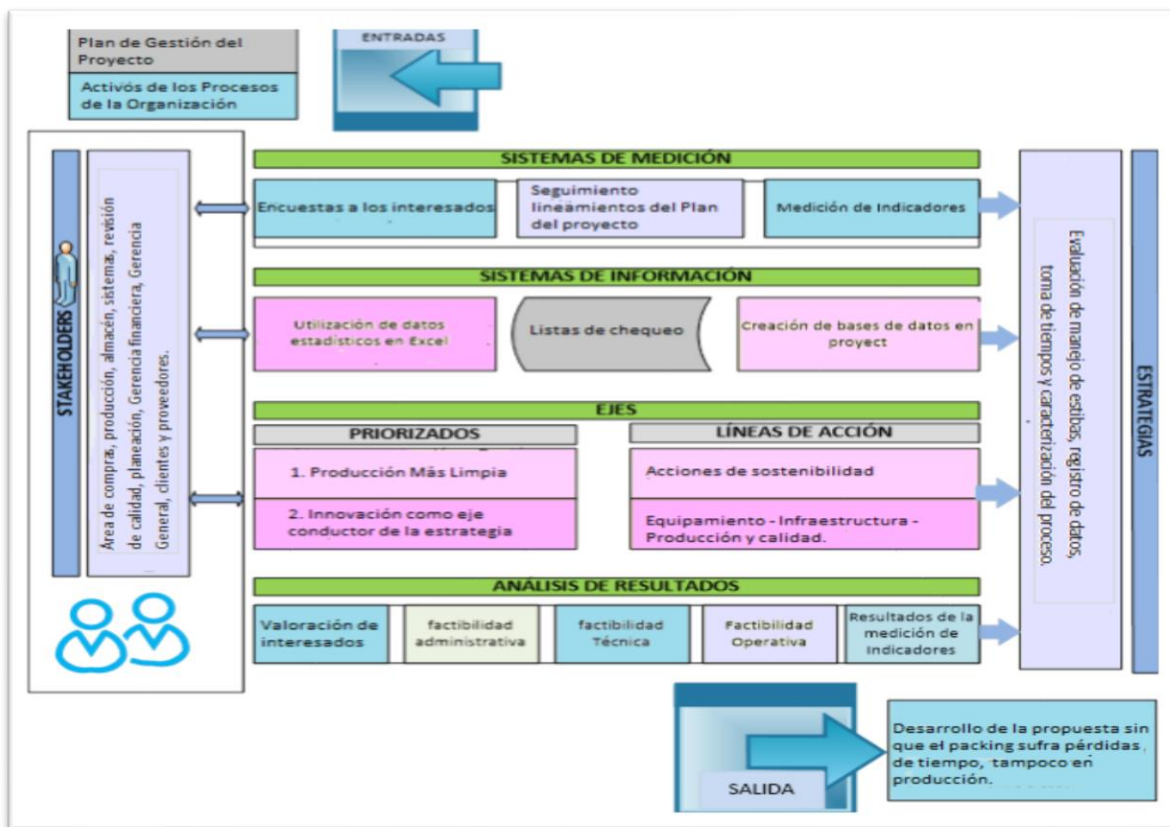 Plan de Gestión del
Proyecto
Activos de los Procesos
de la Organización
ENTRADAS
STAKEHOLDERS
Area de compras, producción, almacén, sistemas, revisión
de calidad, planeación, Gerencia financiera, Gerencia
General, clientes y proveedores.
SISTEMAS DE MEDICIÓN
Encuestas a los interesados
Seguimiento
lineamientos del Plan
del proyecto
Medición de Indicadores
SISTEMAS DE INFORMACIÓN
Utilización de datos
estadísticos en Excel
Listas de chequeo
Creación de bases de datos en
proyect
EJES
PRIORIZADOS
LÍNEAS DE ACCIÓN
1. Producción Más Limpia
Acciones de sostenibilidad
2. Innovación como eje
conductor de la estrategia
Equipamiento - Infraestructura -
Producción y calidad.
ANÁLISIS DE RESULTADOS
Valoración de
interesados
factibilidad
administrativa
factibilidad
Técnica
Factibilidad
Operativa
Resultados de la
medición de
Indicadores
Evaluación de manejo de estibas, registro de datos,
toma de tiempos y caracterización del proceso.
ESTRATEGIAS
SALIDA
Desarrollo de la propuesta sin
que el packing sufra pérdidas
de tiempo, tampoco en
producción.